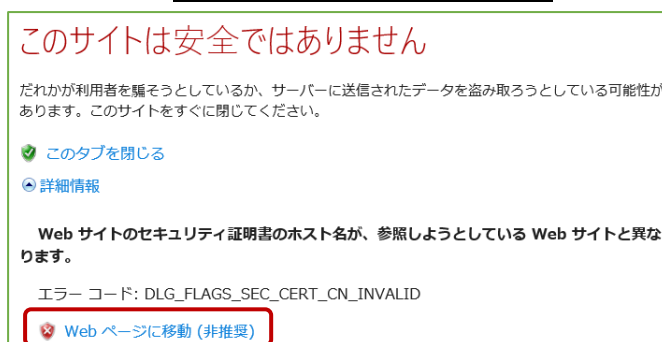 このサイトは安全ではありません
だれかが利用者を騙そうとしているか、サーバーに送信されたデータを盗み取ろうとしている可能性が
あります。このサイトをすぐに閉じてください。
このタブを閉じる
詳細情報
Web サイトのセキュリティ証明書のホスト名が、参照しようとしている Web サイトと異な
ります。
エラー コード: DLG_FLAGS_SEC_CERT_CN_INVALID
Web ページに移動 (非推奨)